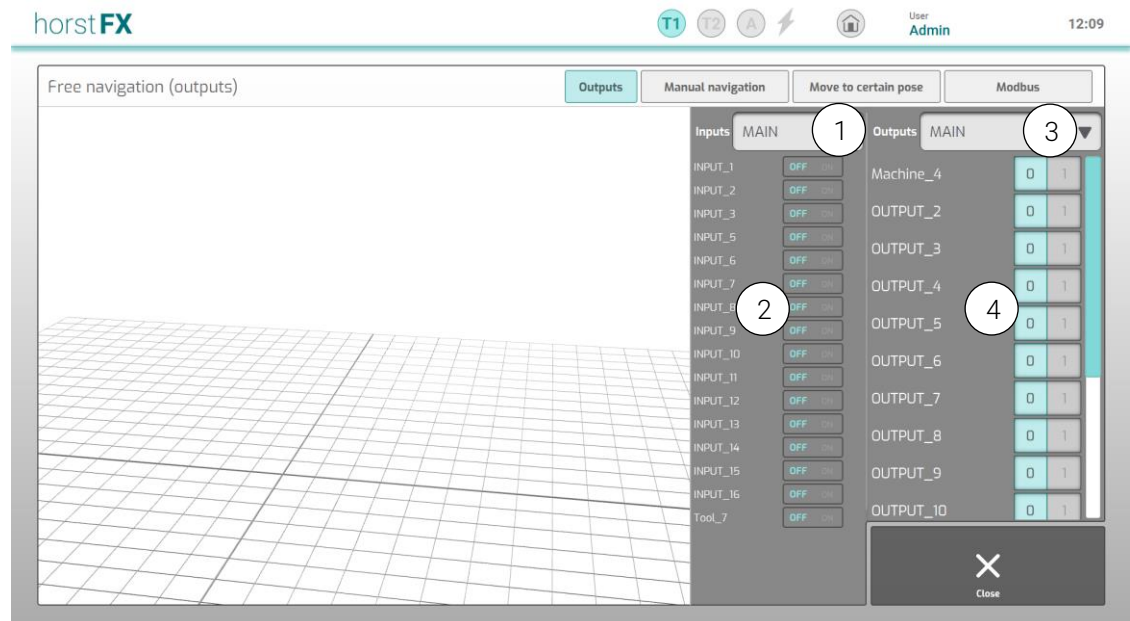 horstFX
T1 T2 A
User
Admin
12:09
Free navigation (outputs)
Outputs
Manual navigation
Move to certain pose
Modbus
Inputs MAIN 1
Outputs MAIN 3
INPUT_1 OFF ON
INPUT_2 OFF ON
INPUT_3 OFF ON
INPUT_5 OFF ON
INPUT_6 OFF ON
INPUT_7 OFF ON
INPUT_8 OFF ON
INPUT_9 OFF ON
INPUT_10 OFF ON
INPUT_11 OFF ON
INPUT_12 OFF ON
INPUT_13 OFF ON
INPUT_14 OFF ON
INPUT_15 OFF ON
INPUT_16 OFF ON
Tool_7 OFF ON
2
Machine_4 0 1
OUTPUT_2 0 1
OUTPUT_3 0 1
OUTPUT_4 0 1
OUTPUT_5 0 1
OUTPUT_6 0 1
OUTPUT_7 0 1
OUTPUT_8 0 1
OUTPUT_9 0 1
OUTPUT_10 0 1
4
Close